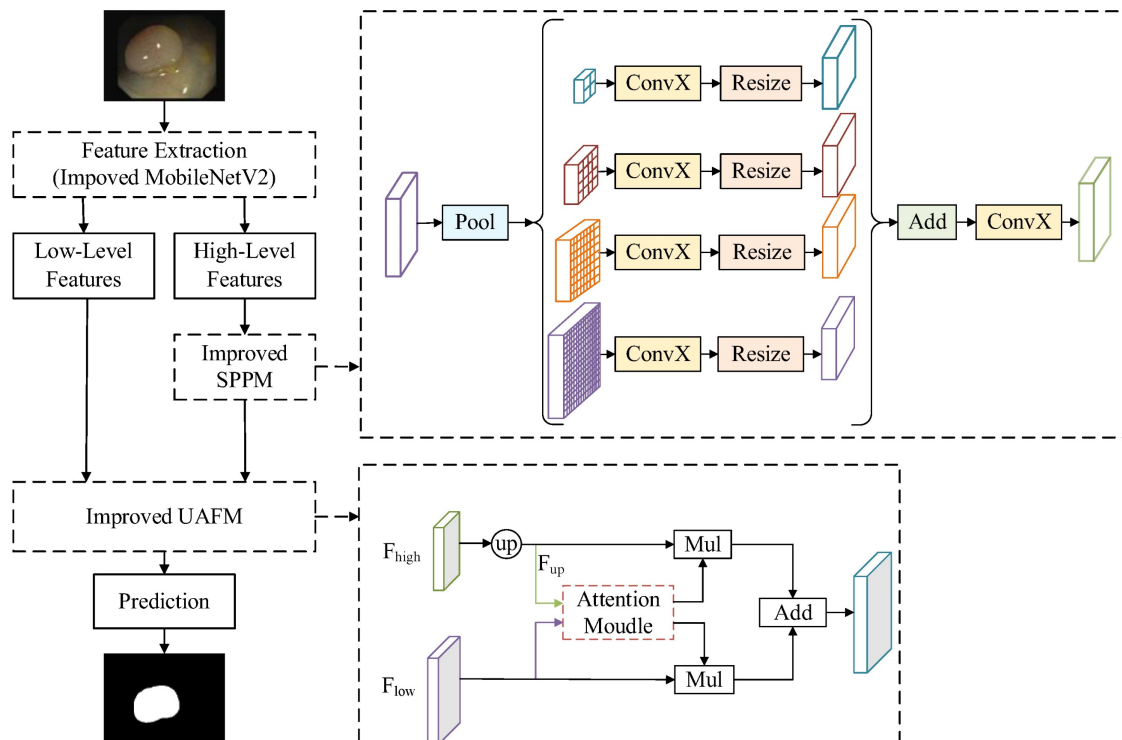 Feature Extraction
(Impoved MobileNetV2)
Low-Level
Features
High-Level
Features
Improved
SPPM
Improved UAFM
Prediction
Pool
ConvX
Resize
ConvX
Resize
ConvX
Resize
ConvX
Resize
Add
ConvX
F_high
up
F_up
Mul
Attention
Moudle
Add
F_low
Mul